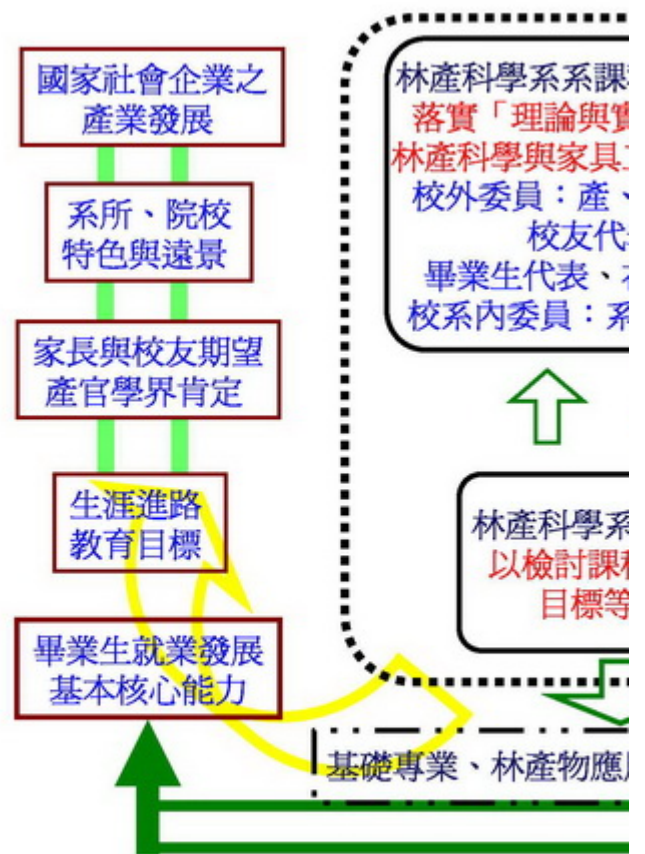 國家社會企業之
產業發展
系所、院校
特色與遠景
家長與校友期望
產官學界肯定
生涯進路
教育目標
畢業生就業發展
基本核心能力
林產科學系系課
落實「理論與實
林產科學與家具
校外委員：產、
校友代
畢業生代表、
校系內委員：系
林產科學系
以檢討課
目標等
基礎專業、林產物應